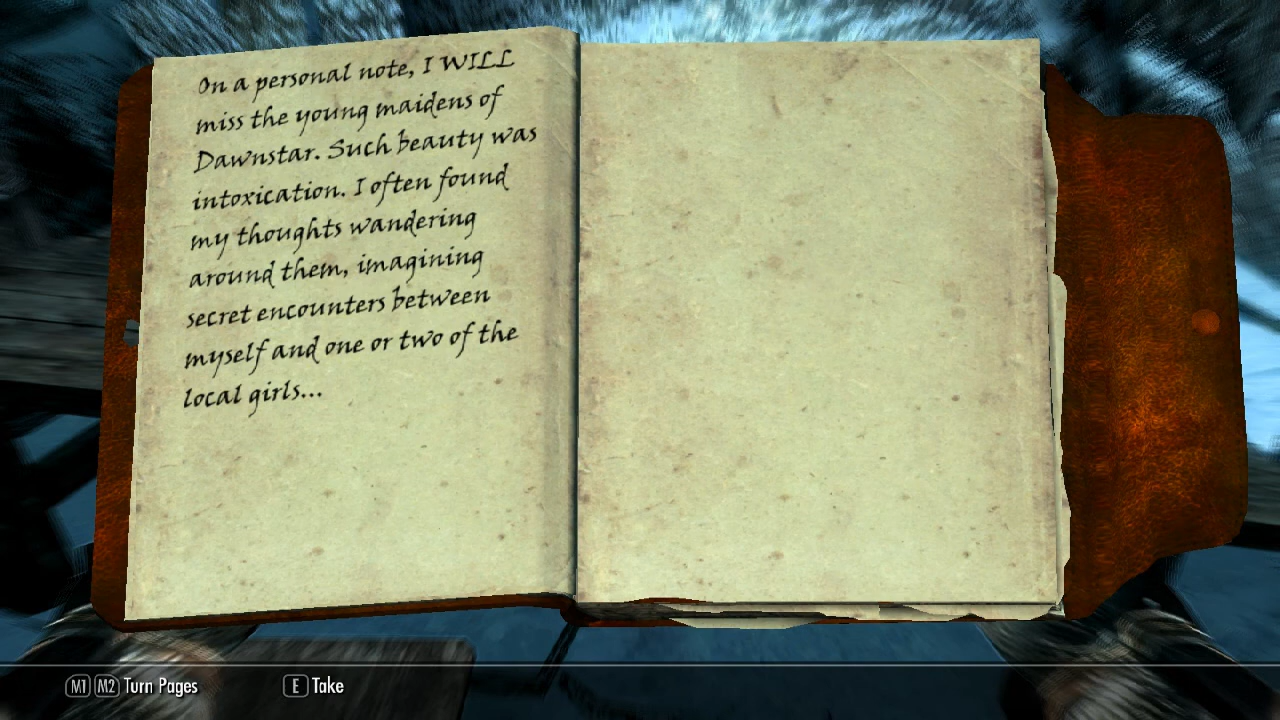 On a personal note, I WILL
miss the young maidens of
Dawnstar. Such beauty was
intoxication. I often found
my thoughts wandering
around them, imagining
secret encounters between
myself and one or two of the
local girls...
M1 M2 Turn Pages
E Take